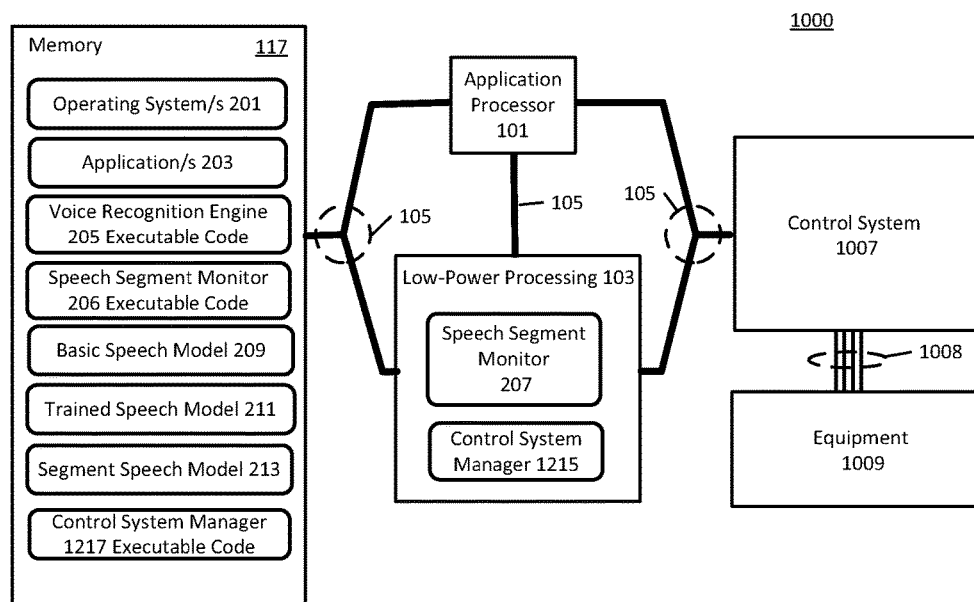 1000
Memory 117
Operating System/s 201
Application/s 203
Voice Recognition Engine
205 Executable Code
Speech Segment Monitor
206 Executable Code
Basic Speech Model 209
Trained Speech Model 211
Segment Speech Model 213
Control System Manager
1217 Executable Code
105
Application
Processor
101
105
Low-Power Processing 103
Speech Segment
Monitor
207
Control System
Manager 1215
105
Control System
1007
1008
Equipment
1009